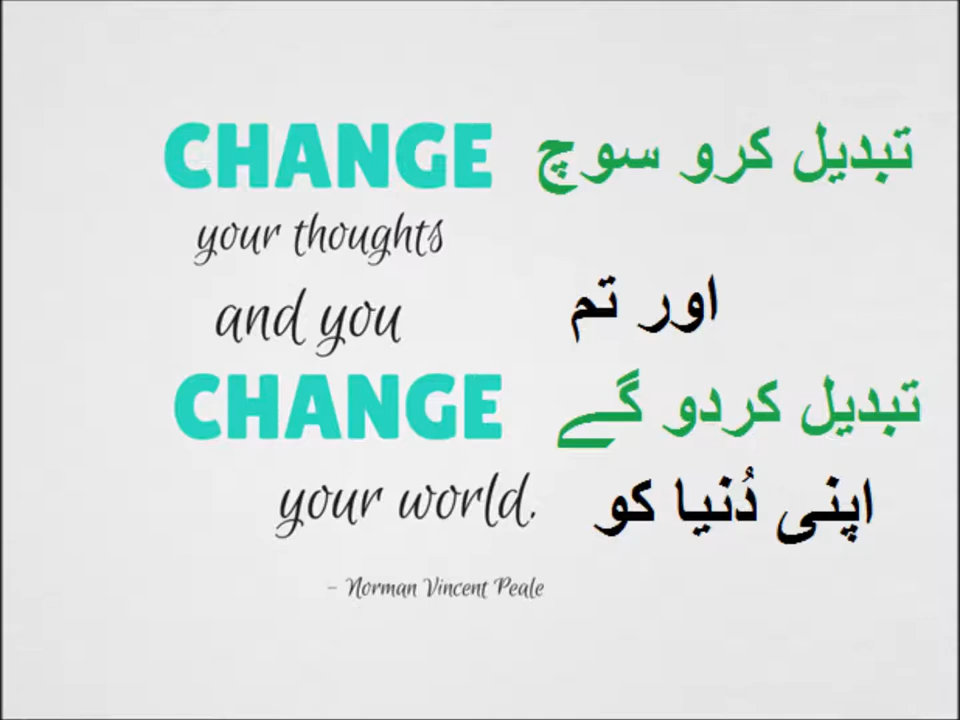 CHANGE تبدیل کرو سوچ
your thoughts
and you اور تم
CHANGE تبدیل کردو گے
your world. اپنی دُنیا کو
– Norman Vincent Peale